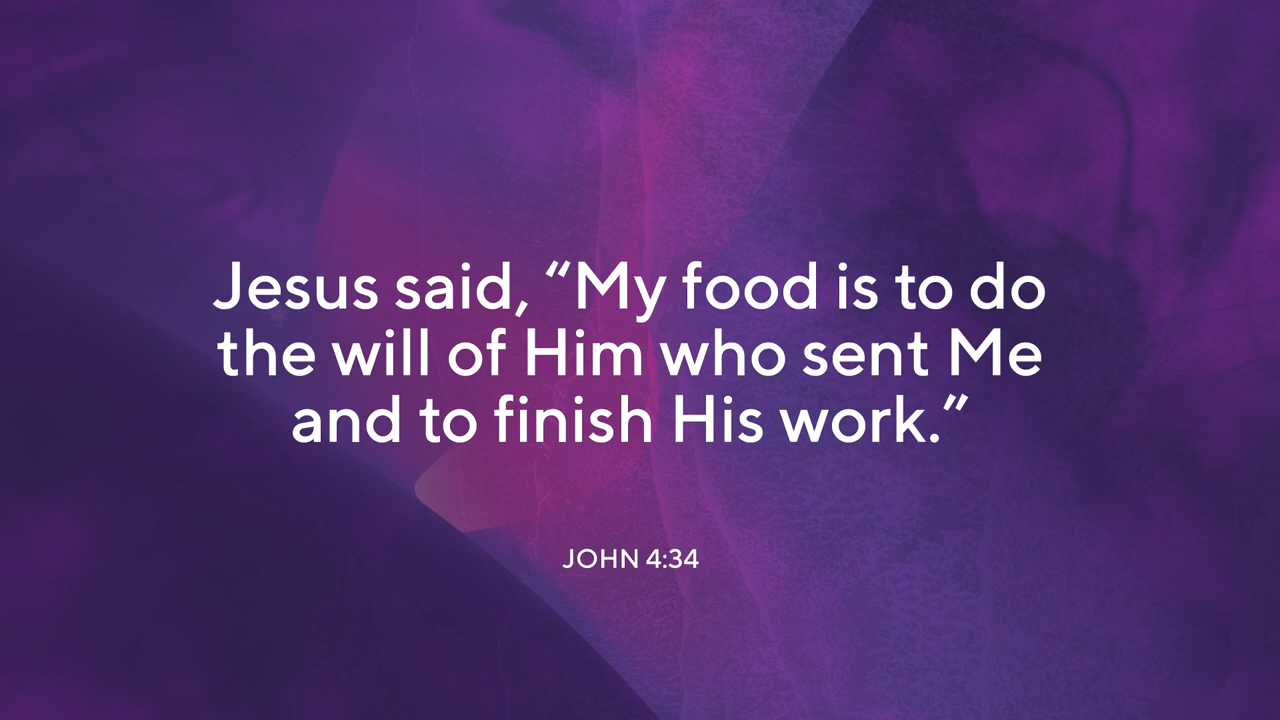 Jesus said, “My food is to do
the will of Him who sent Me
and to finish His work.”
JOHN 4:34